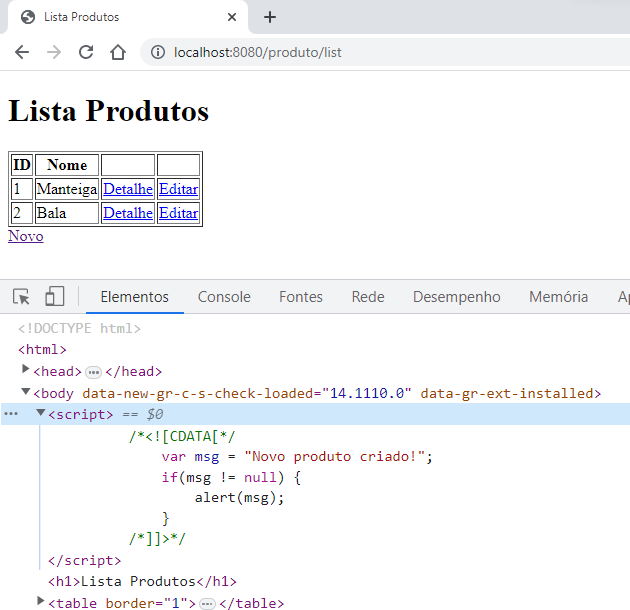 Lista Produtos
localhost:8080/produto/list
Lista Produtos
ID Nome
1 Manteiga Detalhe Editar
2 Bala Detalhe Editar
Novo
Elementos Console Fontes Rede Desempenho Memória
<!DOCTYPE html>
<html>
<head> ••• </head>
<body data-new-gr-c-s-check-loaded="14.1110.0" data-gr-ext-installed>
••• <script> == $0
/*<![CDATA[*/
var msg = "Novo produto criado!";
if(msg != null) {
alert(msg);
}
/*]]>*/
</script>
<h1>Lista Produtos</h1>
<table border="1"> ••• </table>